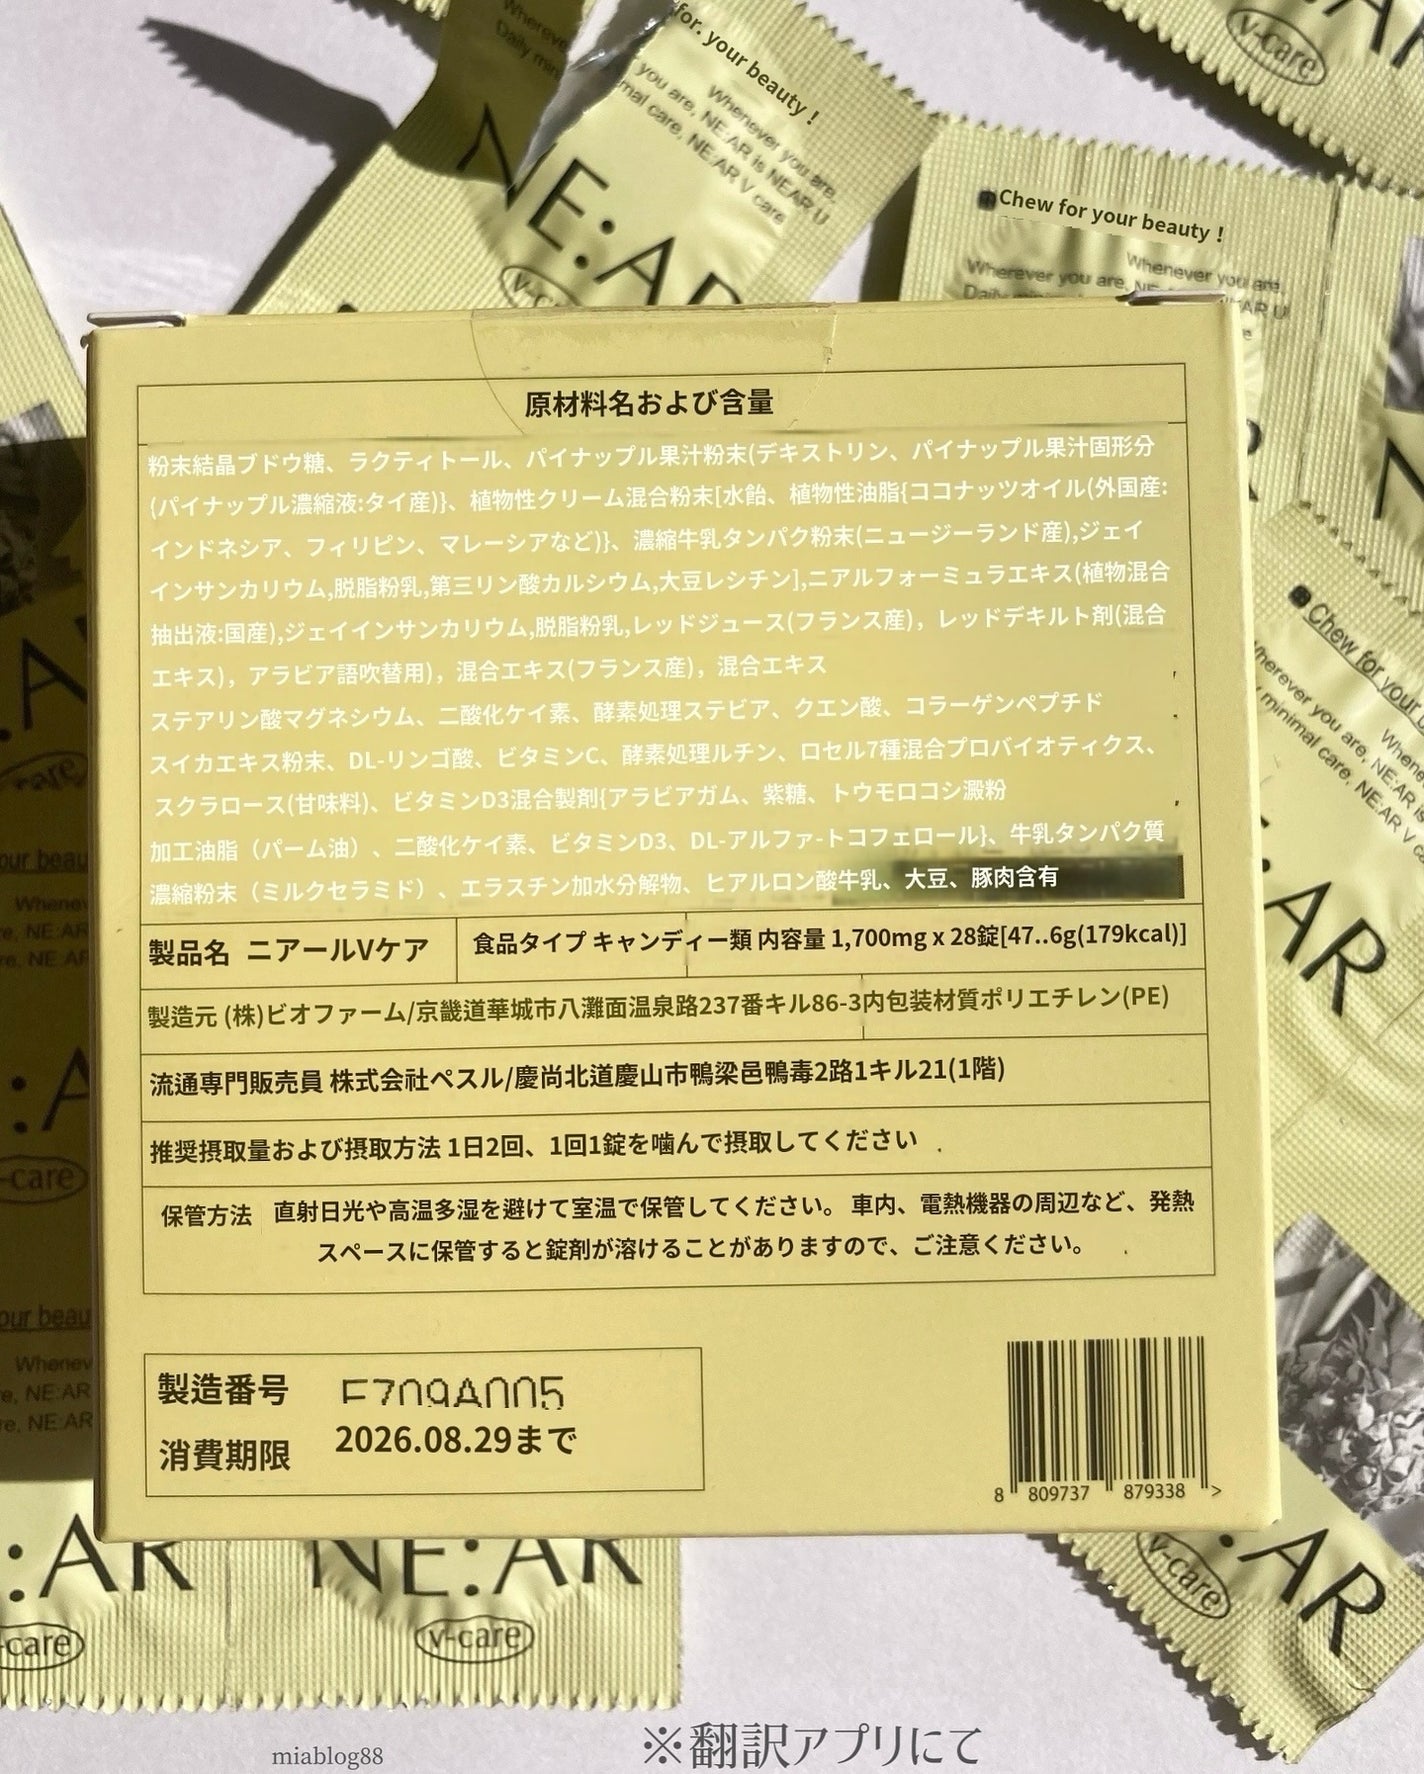 for. your beauty !
Whenever you are,
you are, NE:AR is NEAR U
mal care, NE:AR V care
NE:AR
v-care
Chew for your beauty !
Whenever you are,
Wherever you are,
原材料名および含量
粉末結晶ブドウ糖、ラクティトール、パイナップル果汁粉末(デキストリン、パイナップル果汁固形分
(パイナップル濃縮液:タイ産)}、植物性クリーム混合粉末[水飴、植物性油脂{ココナッツオイル(外国産:
インドネシア、フィリピン、マレーシアなど)}、濃縮牛乳タンパク粉末(ニュージーランド産),ジェイ
インサンカリウム,脱脂粉乳,第三リン酸カルシウム,大豆レシチン],ニアルフォーミュラエキス(植物混合
抽出液:国産),ジェイインサンカリウム,脱脂粉乳,レッドジュース(フランス産)，レッドデキルト剤(混合
エキス)，アラビア語吹替用)，混合エキス(フランス産)，混合エキス
ステアリン酸マグネシウム、二酸化ケイ素、酵素処理ステビア、クエン酸、コラーゲンペプチド
スイカエキス粉末、DL-リンゴ酸、ビタミンC、酵素処理ルチン、ロセル7種混合プロバイオティクス、
スクラロース(甘味料)、ビタミンD3混合製剤{アラビアガム、紫糖、トウモロコシ澱粉
加工油脂（パーム油）、二酸化ケイ素、ビタミンD3、DL-アルファ-トコフェロール}、牛乳タンパク質
濃縮粉末（ミルクセラミド）、エラスチン加水分解物、ヒアルロン酸牛乳、大豆、豚肉含有
製品名 ニアールVケア 食品タイプ キャンディー類 内容量 1,700mg x 28錠[47..6g(179kcal)]
製造元 (株)ビオファーム/京畿道華城市八灘面温泉路237番キル86-3内包装材質ポリエチレン(PE)
流通専門販売員 株式会社ペスル/慶尚北道慶山市鴨梁邑鴨毒2路1キル21(1階)
推奨摂取量および摂取方法 1日2回、1回1錠を噛んで摂取してください .
保管方法 直射日光や高温多湿を避けて室温で保管してください。 車内、電熱機器の周辺など、発熱
スペースに保管すると錠剤が溶けることがありますので、ご注意ください。
製造番号
消費期限 2026.08.29まで
8 809737 879338 >
v-care
Chew for your
minimal care, NE:AR V
:AR
:AR
v-care
NE:AR
v-care
:AR
v-care
miablog88
※翻訳アプリにて